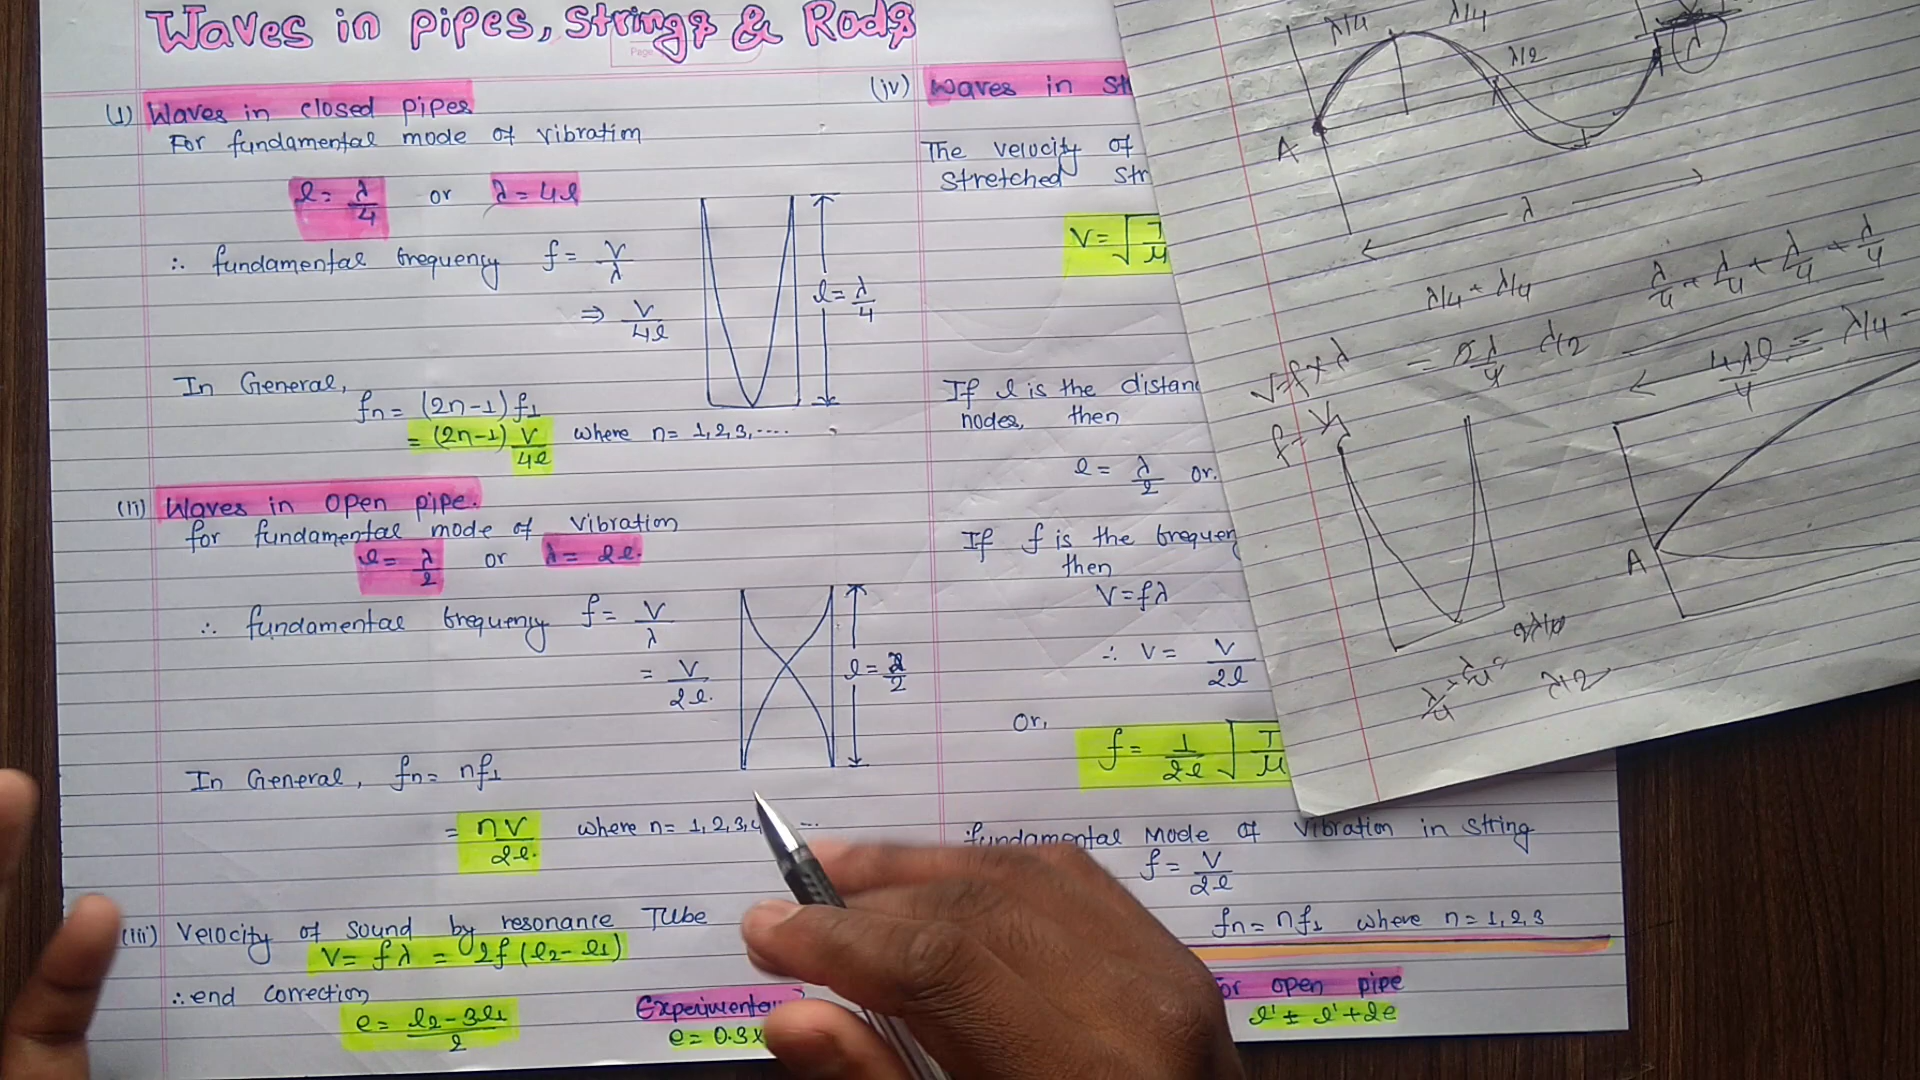 Waves in pipes, Strings & Rods
(i) Waves in closed pipes
For fundamental mode of vibration
l = λ/4 or λ = 4l
∴ fundamental frequency f = V/λ
⇒ V/4l
l = λ/4
In General,
fn = (2n-1) f1
= (2n-1) V/4l where n = 1, 2, 3, ....
(ii) Waves in open pipe.
for fundamental mode of vibration
l = λ/2 or λ = 2l.
∴ fundamental frequency f = V/λ
= V/2l.
l = λ/2
In General, fn = nf1
= nV/2l. where n = 1, 2, 3, 4
(iii) Velocity of sound by resonance Tube
V = fλ = 2f (l2 - l1)
∴ end correction
e = l2 - 3l1 / 2
e = 0.3x
(iv) Waves in
The velocity of
Stretched
V = √T/μ
If l is the
nodes, then
l = λ/2 or.
If f is the
then
V = fλ
∴ V = V/2l
or,
f = 1/2l √T/μ
fundamental Mode of Vibration in string
f = V/2l
fn = nf1 where n = 1, 2, 3
open pipe
l' ± l' + 2e
λ/4 λ/4
λ/2
A
λ
λ/4 + λ/4
λ/4 + λ/4 + λ/4 + λ/4
V = f × λ
= 2λ/4 λ/2
A
λ/2